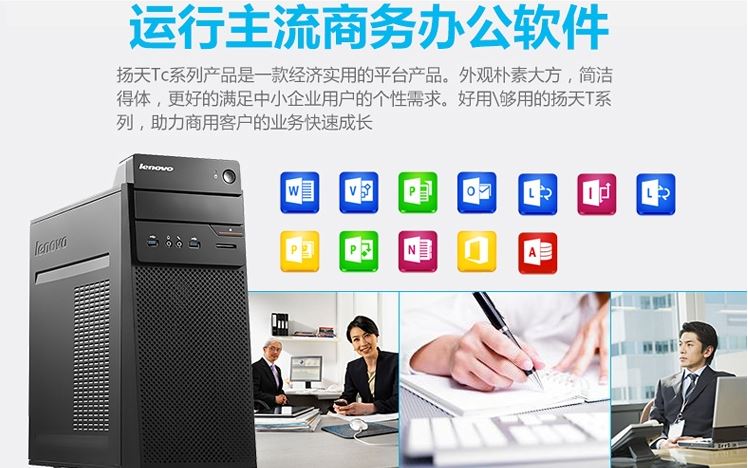 运行主流商务办公软件
扬天Tc系列产品是一款经济实用的平台产品。外观朴素大方，简洁
得体，更好的满足中小企业用户的个性需求。好用\够用的扬天T系
列，助力商用客户的业务快速成长
lenovo
lenovo
W V P O L I L
P P N O A